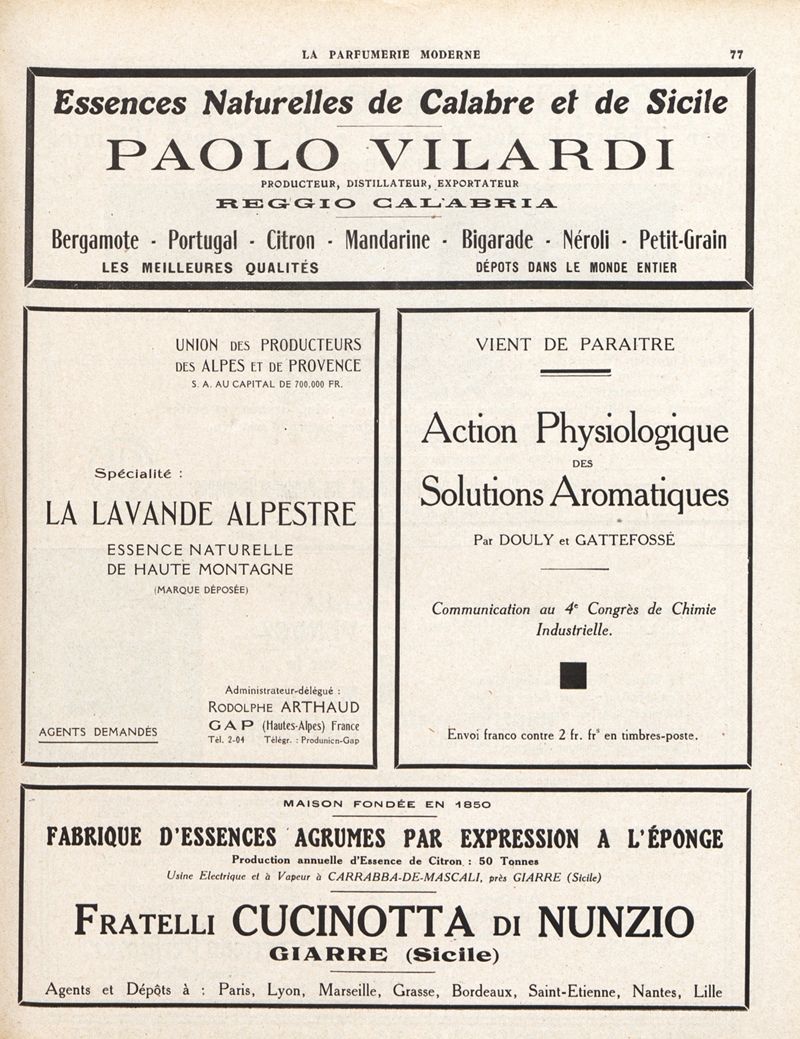 LA PARFUMERIE MODERNE 77
Essences Naturelles de Calabre et de Sicile
PAOLO VILARDI
PRODUCTEUR, DISTILLATEUR, EXPORTATEUR
REGGIO CALABRIA
Bergamote - Portugal - Citron - Mandarine - Bigarade - Néroli - Petit-Grain
LES MEILLEURES QUALITÉS DÉPOTS DANS LE MONDE ENTIER
UNION DES PRODUCTEURS
DES ALPES ET DE PROVENCE
S. A. AU CAPITAL DE 700.000 FR.
Spécialité :
LA LAVANDE ALPESTRE
ESSENCE NATURELLE
DE HAUTE MONTAGNE
(MARQUE DÉPOSÉE)
Administrateur-délégué :
RODOLPHE ARTHAUD
AGENTS DEMANDÉS
GAP (Hautes-Alpes) France
Tél. 2-04 Télégr. : Produnion-Gap
VIENT DE PARAITRE
Action Physiologique
DES
Solutions Aromatiques
Par DOULY et GATTEFOSSÉ
Communication au 4e Congrès de Chimie
Industrielle.
Envoi franco contre 2 fr. frs en timbres-poste.
MAISON FONDÉE EN 1850
FABRIQUE D'ESSENCES AGRUMES PAR EXPRESSION A L'ÉPONGE
Production annuelle d'Essence de Citron : 50 Tonnes
Usine Electrique et à Vapeur à CARRABBA-DE-MASCALI, près GIARRE (Sicile)
FRATELLI CUCINOTTA DI NUNZIO
GIARRE (Sicile)
Agents et Dépôts à : Paris, Lyon, Marseille, Grasse, Bordeaux, Saint-Etienne, Nantes, Lille